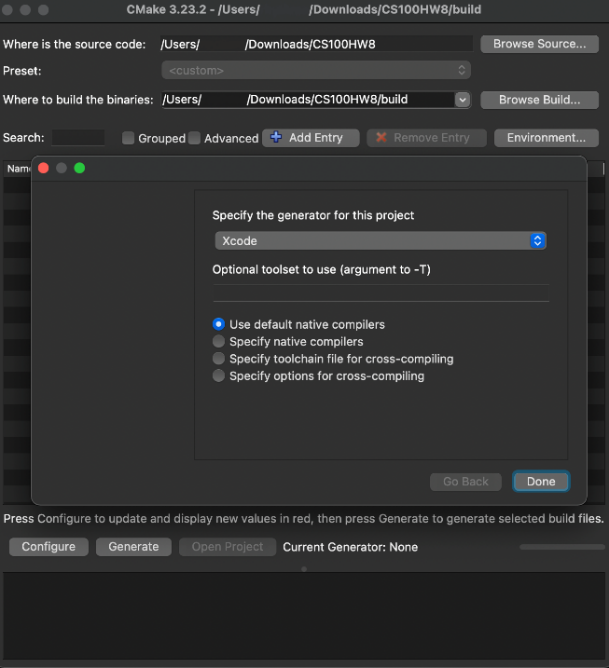 CMake 3.23.2 - /Users/ /Downloads/CS100HW8/build
Where is the source code: /Users/ /Downloads/CS100HW8 Browse Source...
Preset: <custom>
Where to build the binaries: /Users/ /Downloads/CS100HW8/build Browse Build...
Search: Grouped Advanced Add Entry Remove Entry Environment...
Specify the generator for this project
Xcode
Optional toolset to use (argument to -T)
Use default native compilers
Specify native compilers
Specify toolchain file for cross-compiling
Specify options for cross-compiling
Go Back Done
Press Configure to update and display new values in red, then press Generate to generate selected build files.
Configure Generate Open Project Current Generator: None